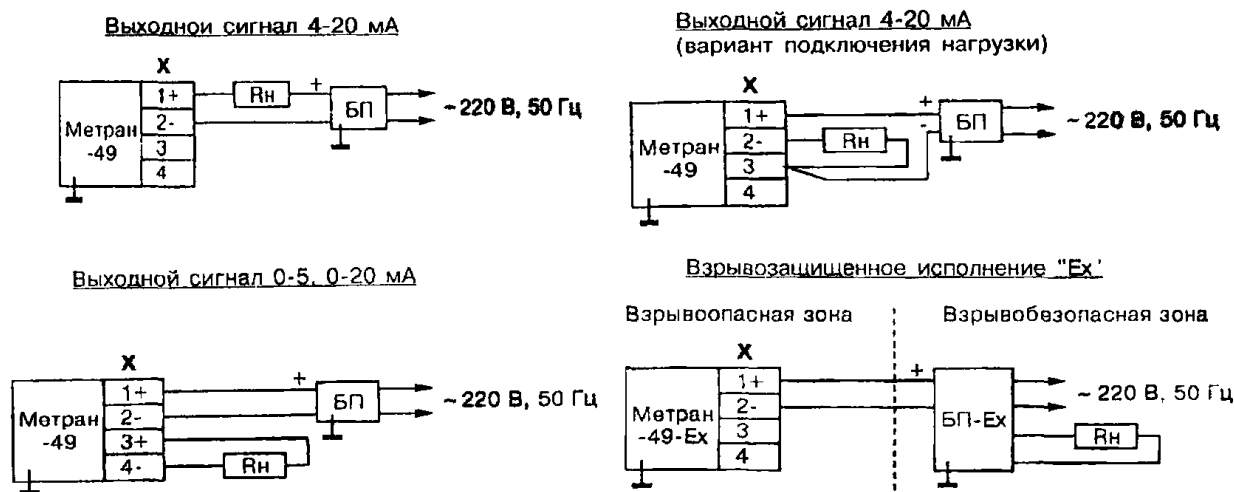 Выходнои сигнал 4-20 мА
X
1+
Rн
+
БП
~220 В, 50 Гц
Метран
-49
2-
3
4
Выходной сигнал 4-20 мА
(вариант подключения нагрузки)
X
1+
+
БП
~220 В, 50 Гц
Метран
-49
2-
Rн
-
3
4
Выходной сигнал 0-5, 0-20 мА
X
1+
+
БП
~220 В, 50 Гц
Метран
-49
2-
3+
4-
Rн
Взрывозащищенное исполнение "Ex'
Взрывоопасная зона
Взрывобезопасная зона
X
1+
+
~220 В, 50 Гц
Метран
-49-Ex
2-
3
4
БП-Ex
Rн